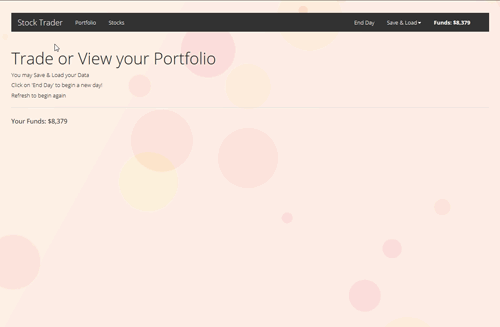 Stock Trader Portfolio Stocks End Day Save & Load Funds: $8,379
Trade or View your Portfolio
You may Save & Load your Data
Click on 'End Day' to begin a new day!
Refresh to begin again
Your Funds: $8,379